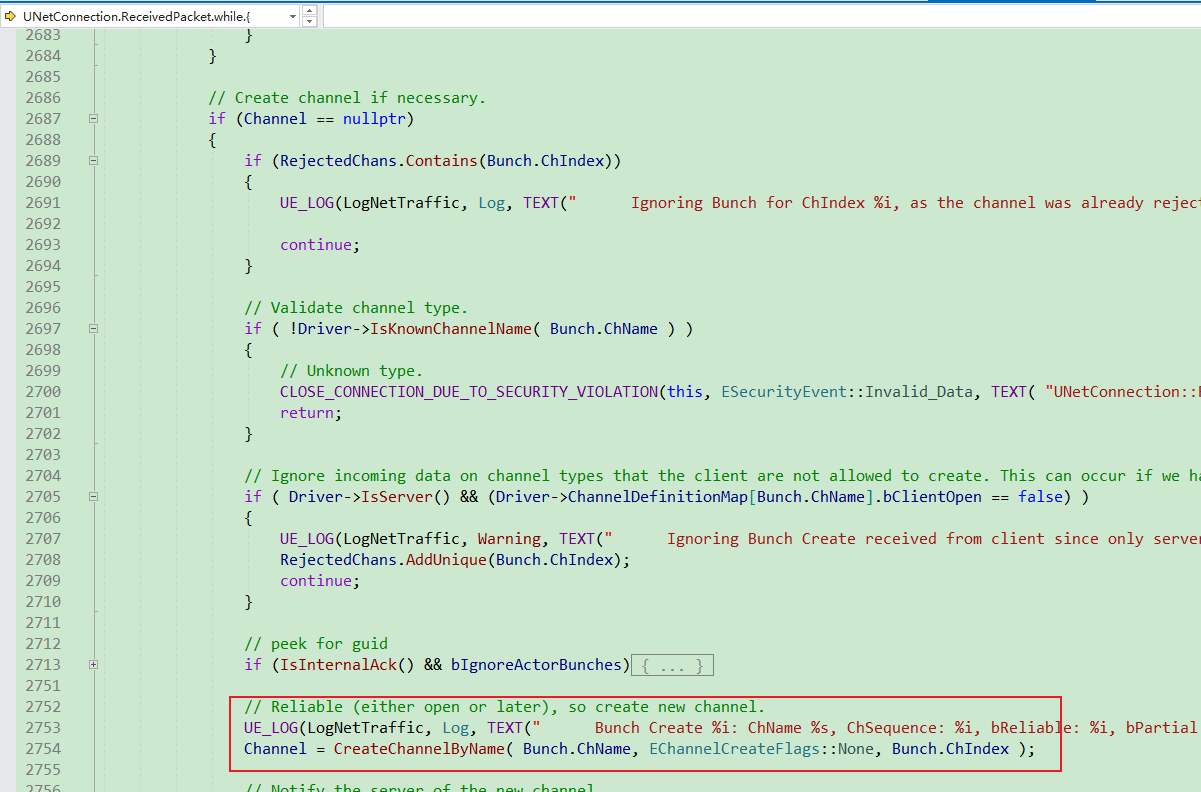 UNetConnection.ReceivedPacket.while.{
2683 }
2684 }
2685
2686 // Create channel if necessary.
2687 if (Channel == nullptr)
2688 {
2689 if (RejectedChans.Contains(Bunch.ChIndex))
2690 {
2691 UE_LOG(LogNetTraffic, Log, TEXT(" Ignoring Bunch for ChIndex %i, as the channel was already reject
2692
2693 continue;
2694 }
2695
2696 // Validate channel type.
2697 if ( !Driver->IsKnownChannelName( Bunch.ChName ) )
2698 {
2699 // Unknown type.
2700 CLOSE_CONNECTION_DUE_TO_SECURITY_VIOLATION(this, ESecurityEvent::Invalid_Data, TEXT( "UNetConnection::
2701 return;
2702 }
2703
2704 // Ignore incoming data on channel types that the client are not allowed to create. This can occur if we ha
2705 if ( Driver->IsServer() && (Driver->ChannelDefinitionMap[Bunch.ChName].bClientOpen == false) )
2706 {
2707 UE_LOG(LogNetTraffic, Warning, TEXT(" Ignoring Bunch Create received from client since only server
2708 RejectedChans.AddUnique(Bunch.ChIndex);
2709 continue;
2710 }
2711
2712 // peek for guid
2713 if (IsInternalAck() && bIgnoreActorBunches){ ... }
2751
2752 // Reliable (either open or later), so create new channel.
2753 UE_LOG(LogNetTraffic, Log, TEXT(" Bunch Create %i: ChName %s, ChSequence: %i, bReliable: %i, bPartial
2754 Channel = CreateChannelByName( Bunch.ChName, EChannelCreateFlags::None, Bunch.ChIndex );
2755
2756 // Notify the server of the new channel.